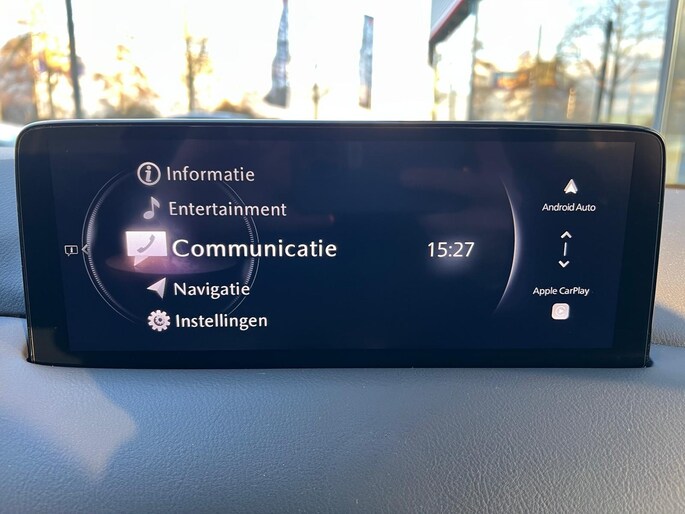 Informatie
Entertainment
Communicatie
15:27
Navigatie
Instellingen
Android Auto
Apple CarPlay